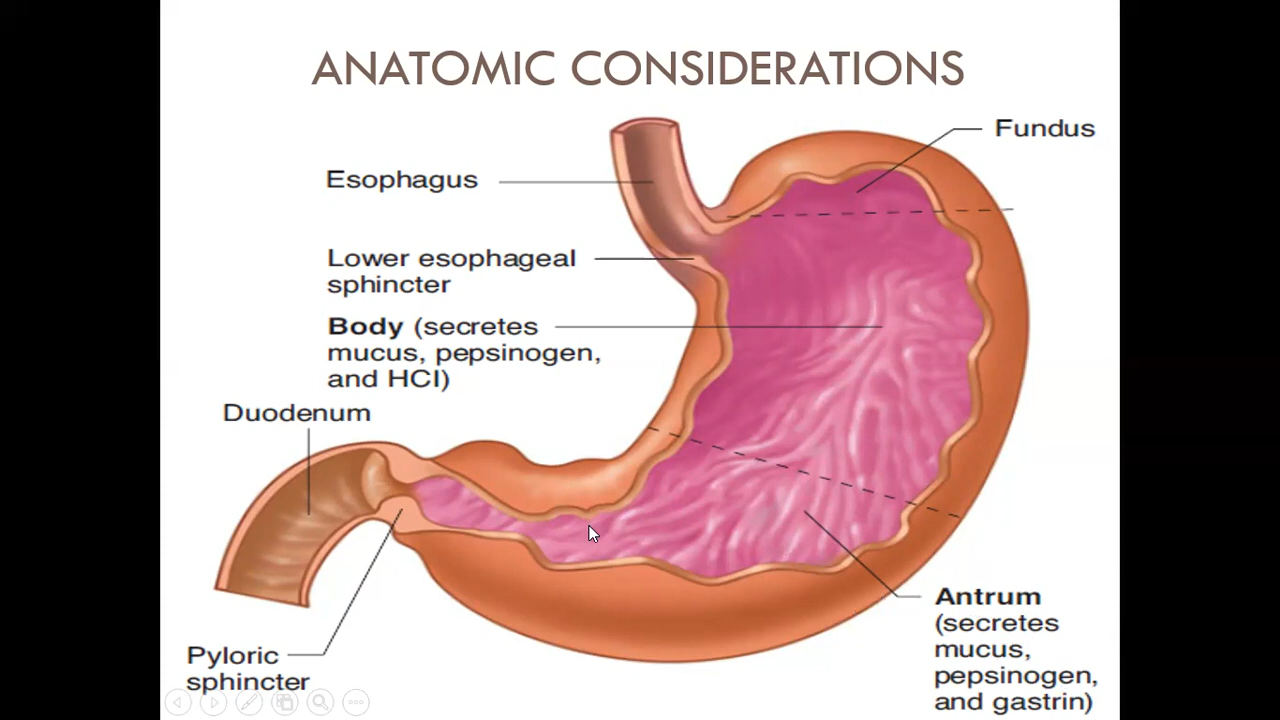 ANATOMIC CONSIDERATIONS
Fundus
Esophagus
Lower esophageal
sphincter
Body (secretes
mucus, pepsinogen,
and HCl)
Duodenum
Pyloric
sphincter
Antrum
(secretes
mucus,
pepsinogen,
and gastrin)